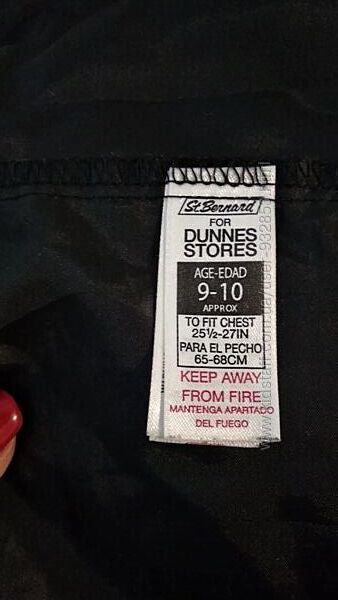 St Bernard
FOR
DUNNES
STORES
AGE-EDAD
9-10
APPROX
TO FIT CHEST
25½-27IN
PARA EL PECHO
65-68CM
KEEP AWAY
FROM FIRE
MANTENGA APARTADO
DEL FUEGO